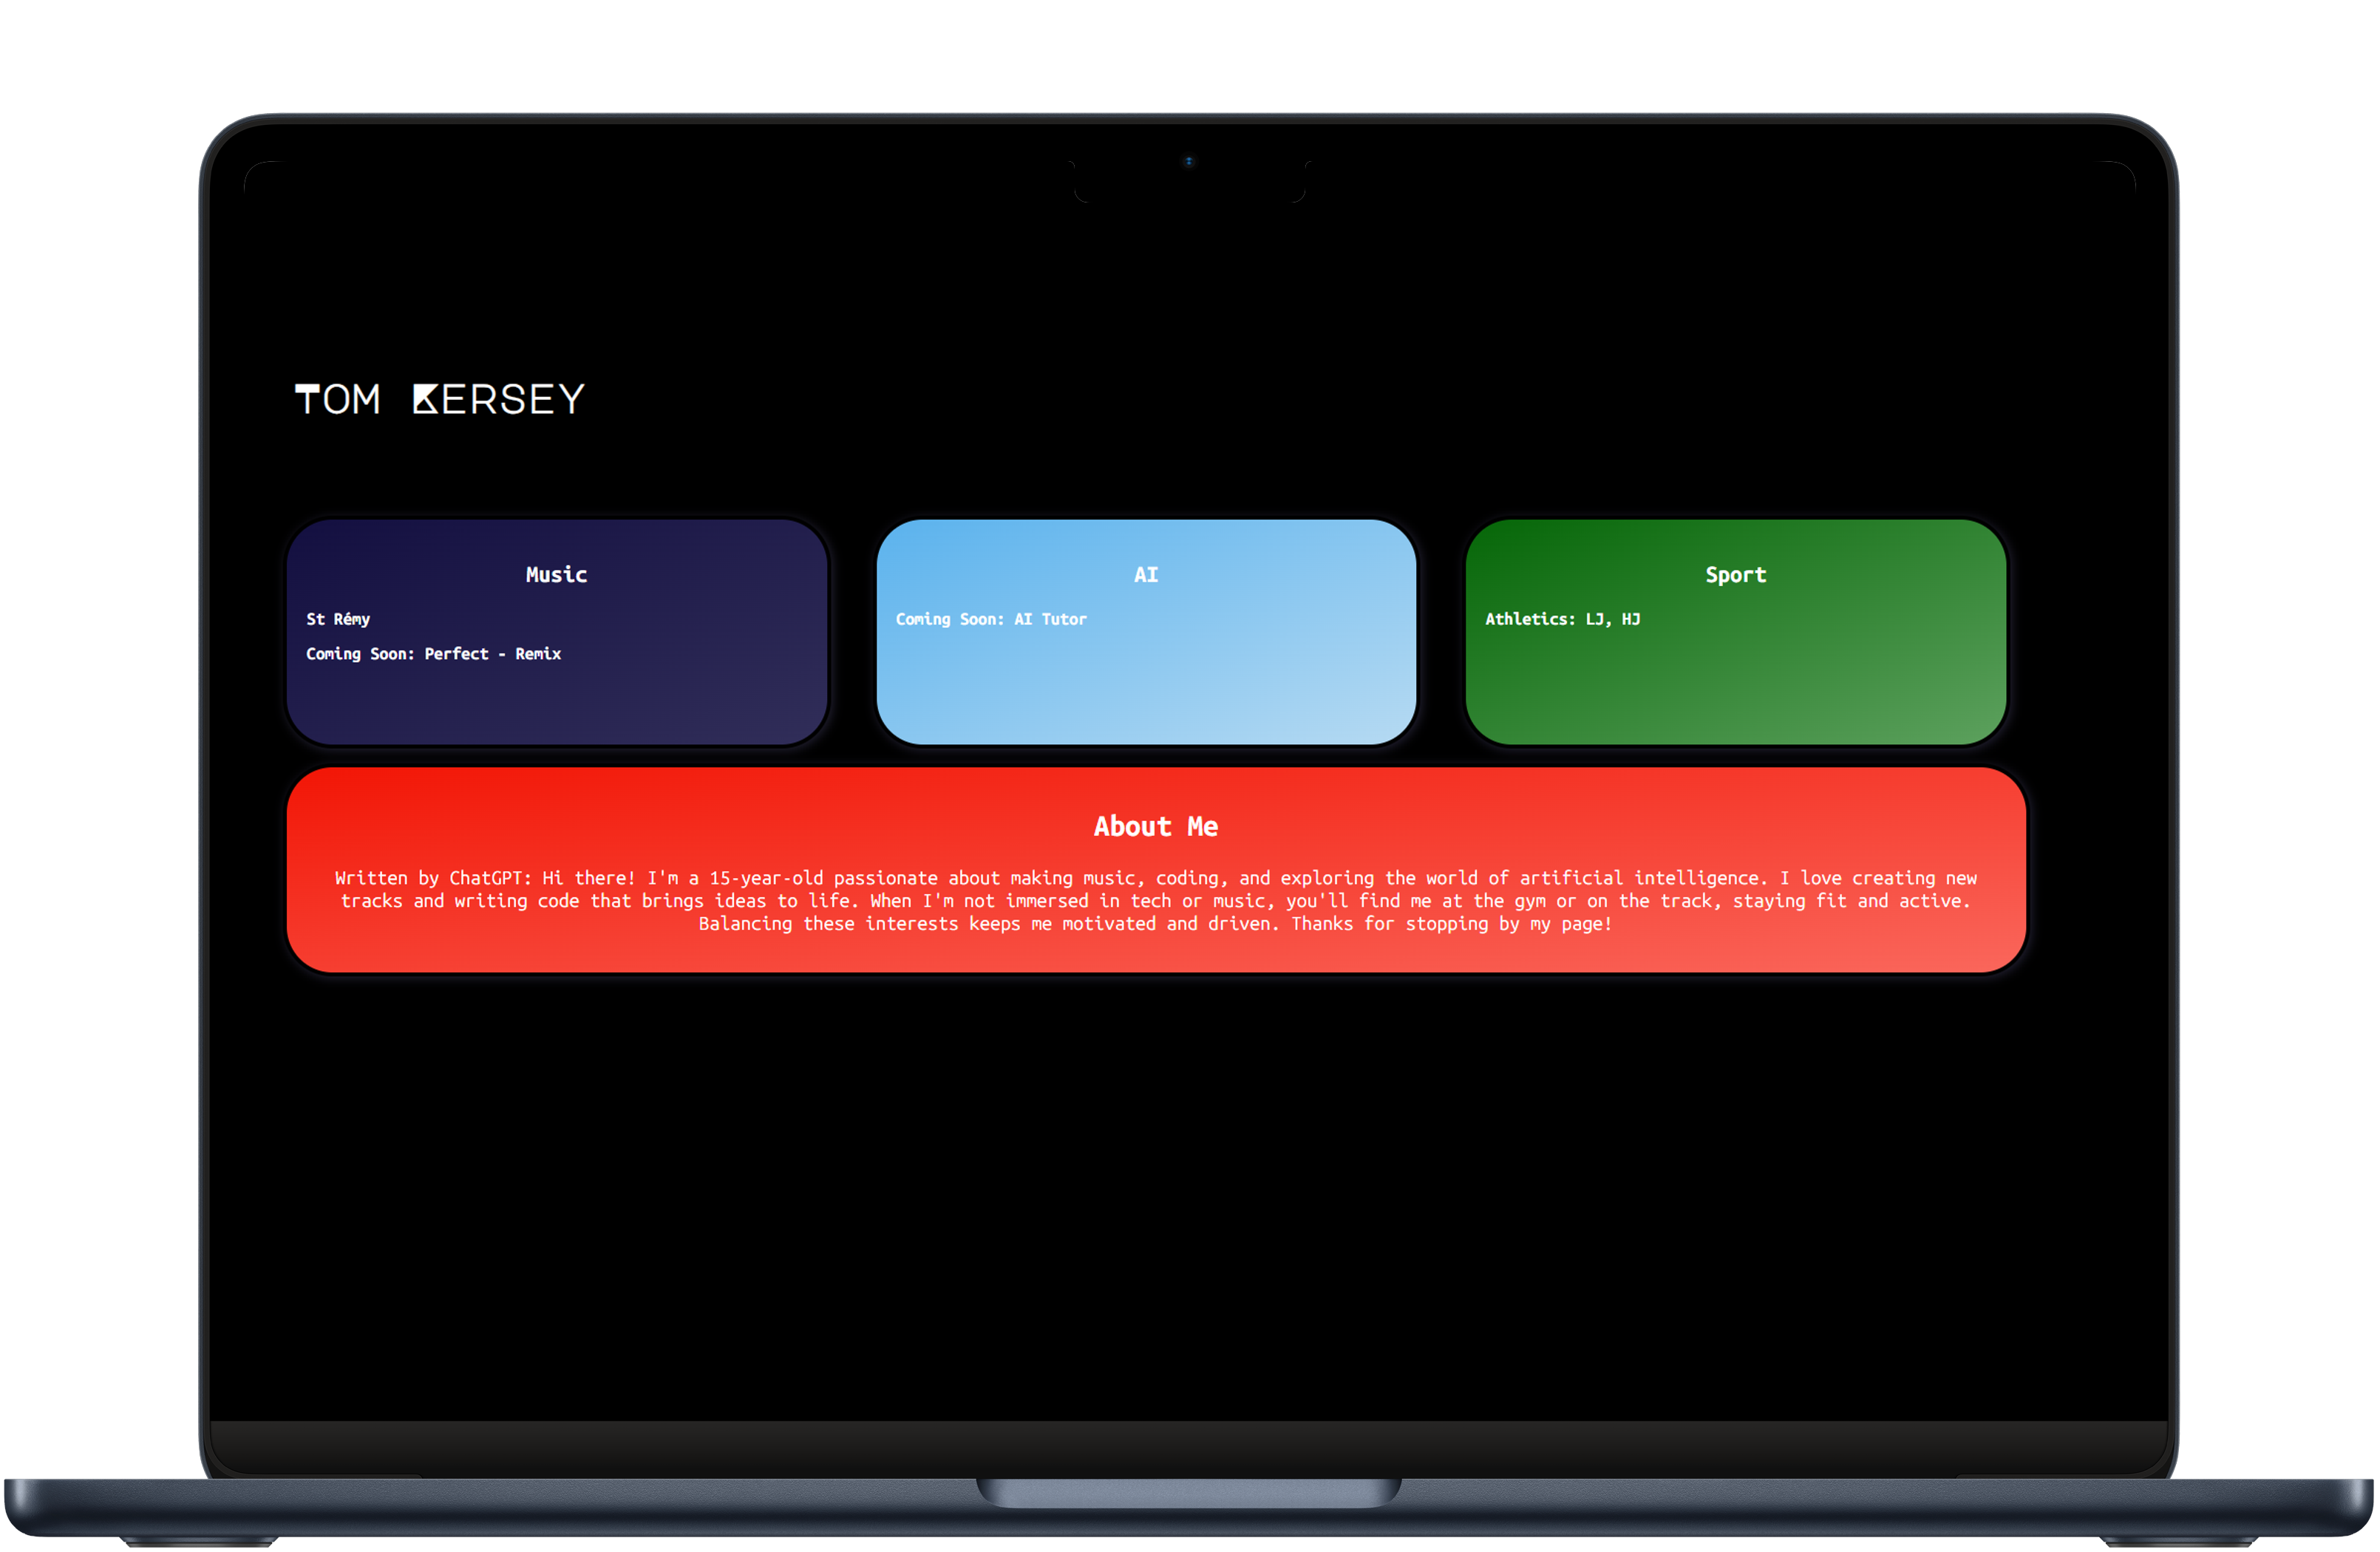 TOM KERSEY
Music
St Rémy
Coming Soon: Perfect - Remix
AI
Coming Soon: AI Tutor
Sport
Athletics: LJ, HJ
About Me
Written by ChatGPT: Hi there! I'm a 15-year-old passionate about making music, coding, and exploring the world of artificial intelligence. I love creating new
tracks and writing code that brings ideas to life. When I'm not immersed in tech or music, you'll find me at the gym or on the track, staying fit and active.
Balancing these interests keeps me motivated and driven. Thanks for stopping by my page!